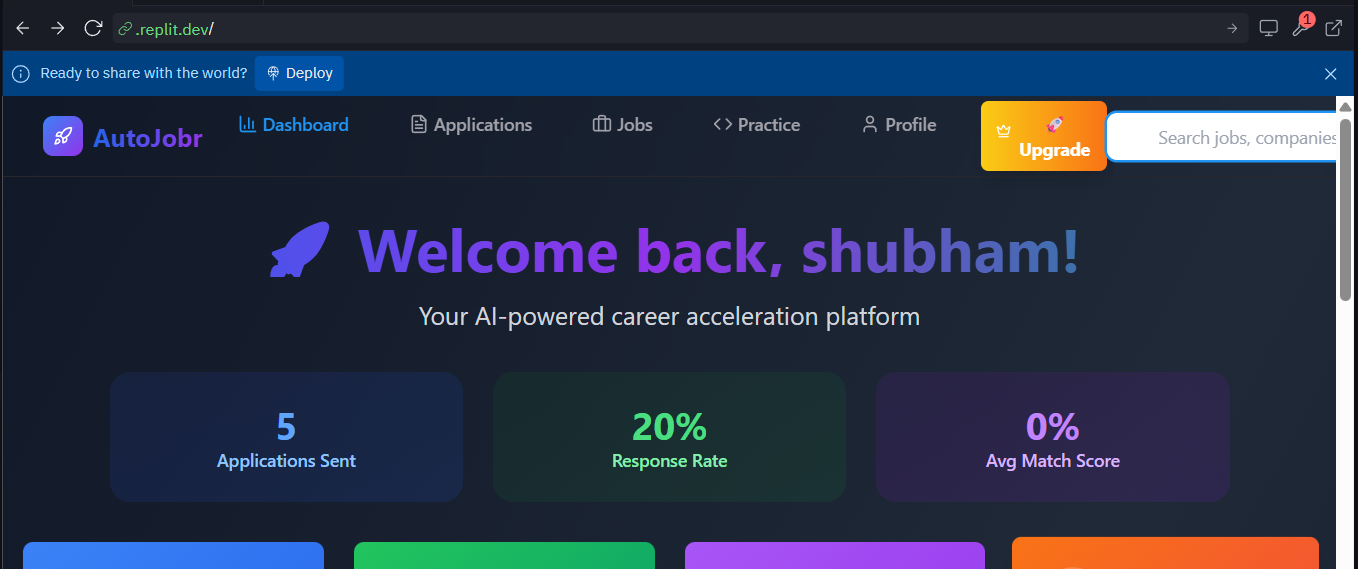 .replit.dev/
1
Ready to share with the world? Deploy
AutoJobr
Dashboard
Applications
Jobs
Practice
Profile
🚀
Upgrade
Search jobs, companies
Welcome back, shubham!
Your AI-powered career acceleration platform
5
Applications Sent
20%
Response Rate
0%
Avg Match Score